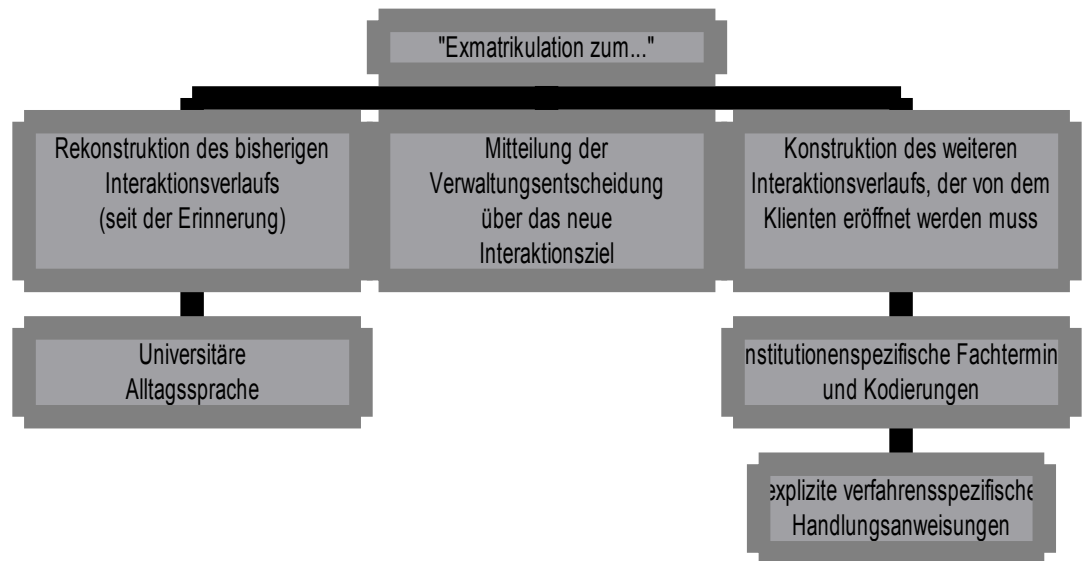 "Exmatrikulation zum..."
Rekonstruktion des bisherigen
Interaktionsverlaufs
(seit der Erinnerung)
Mitteilung der
Verwaltungsentscheidung
über das neue
Interaktionsziel
Konstruktion des weiteren
Interaktionsverlaufs, der von dem
Klienten eröffnet werden muss
Universitäre
Alltagssprache
nstitutionenspezifische Fachtermin
und Kodierungen
explizite verfahrensspezifische
Handlungsanweisungen